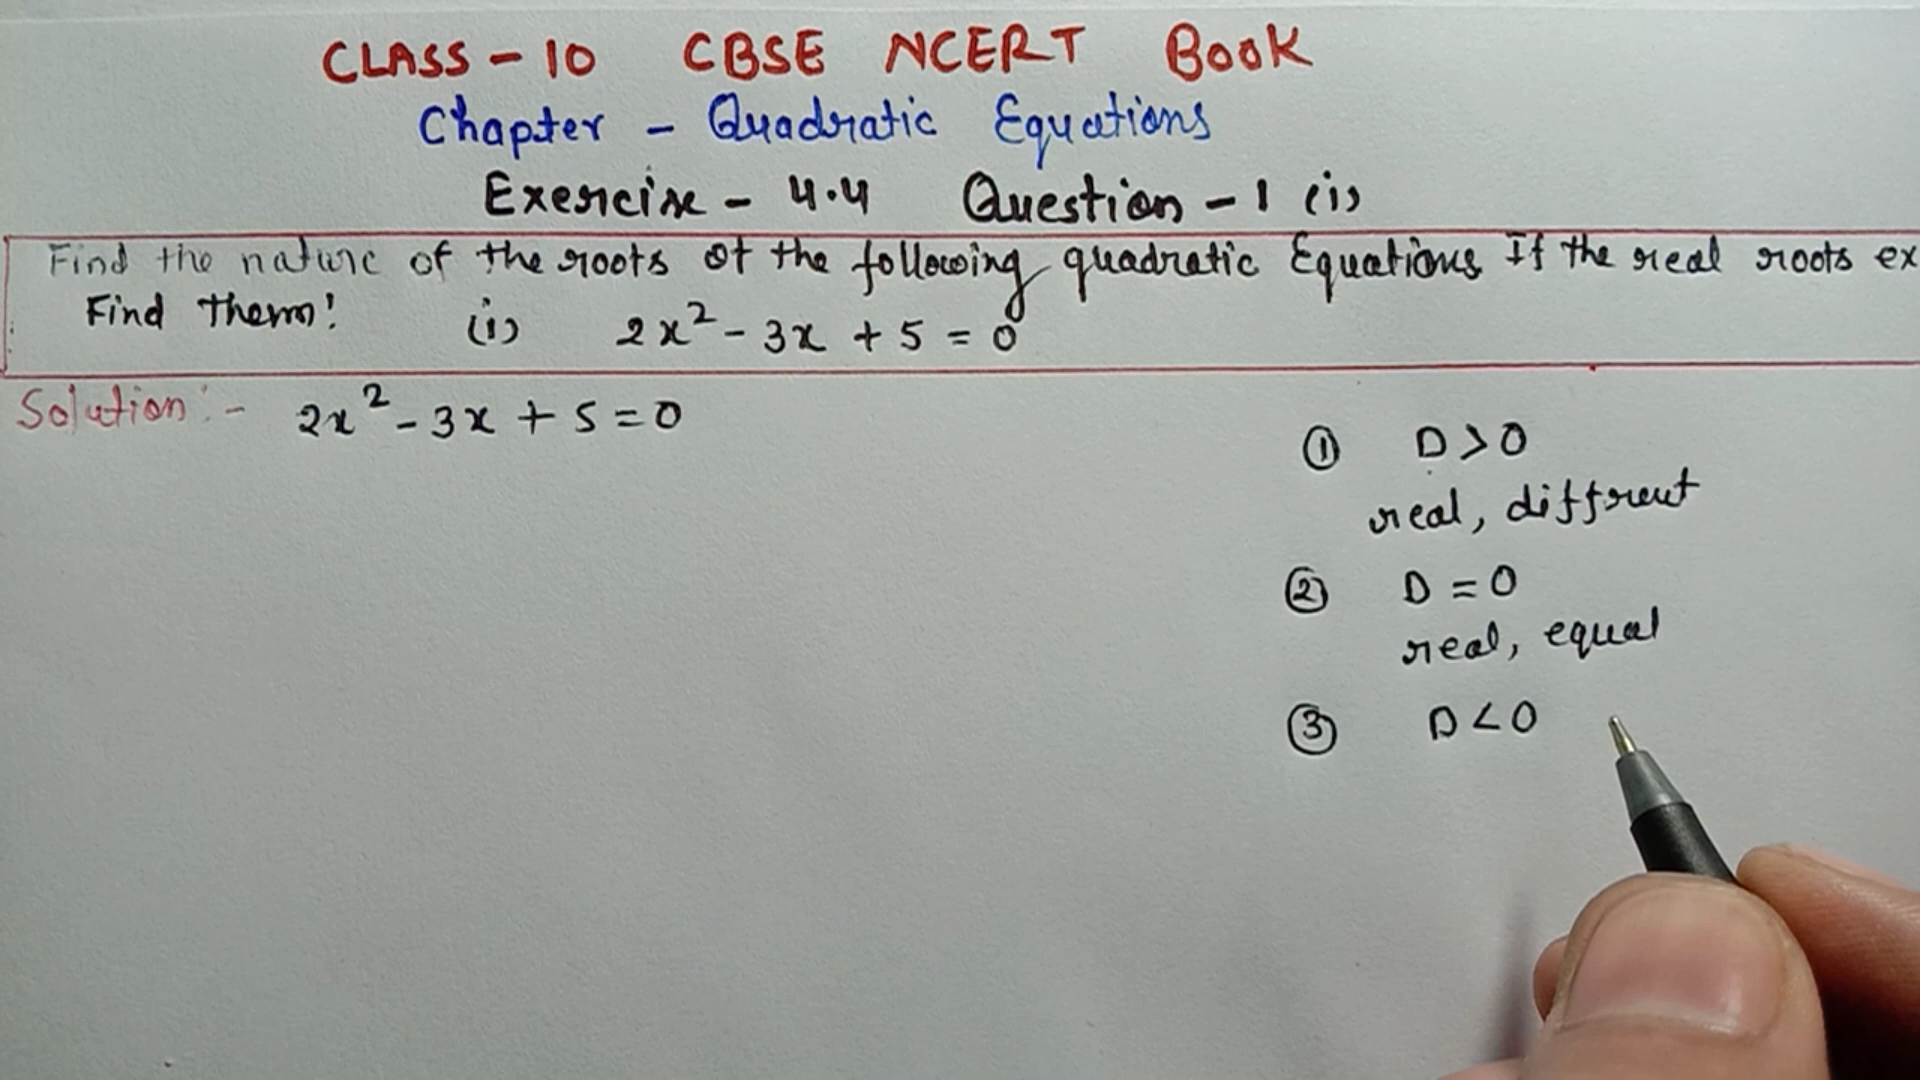 CLASS - 10 CBSE NCERT Book
Chapter - Quadratic Equations
Exercise - 4.4 Question - 1 (i)
Find the nature of the roots of the following quadratic Equations If the real roots ex
Find them!
(i) 2x² - 3x + 5 = 0
Solution:- 2x² - 3x + 5 = 0
① D > 0
real, different
② D = 0
real, equal
③ D < 0